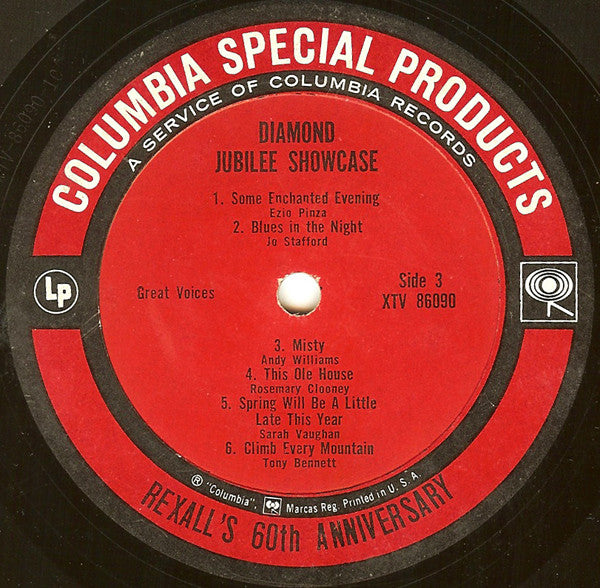 COLUMBIA SPECIAL PRODUCTS
A SERVICE OF COLUMBIA RECORDS
DIAMOND
JUBILEE SHOWCASE
1. Some Enchanted Evening
Ezio Pinza
2. Blues in the Night
Jo Stafford
Lp
Great Voices
Side 3
XTV 86090
3. Misty
Andy Williams
4. This Ole House
Rosemary Clooney
5. Spring Will Be A Little
Late This Year
Sarah Vaughan
6. Climb Every Mountain
Tony Bennett
® "Columbia", Marcas Reg. Printed in U. S. A.
REXALL'S 60th ANNIVERSARY